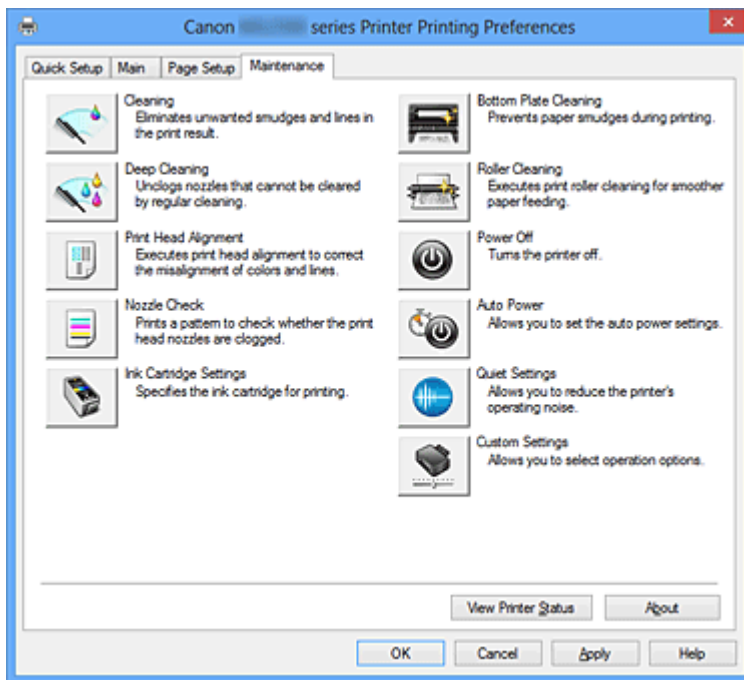 Canon series Printer Printing Preferences
Quick Setup Main Page Setup Maintenance
Cleaning
Eliminates unwanted smudges and lines in
the print result.
Deep Cleaning
Unclogs nozzles that cannot be cleared
by regular cleaning.
Print Head Alignment
Executes print head alignment to correct
the misalignment of colors and lines.
Nozzle Check
Prints a pattern to check whether the print
head nozzles are clogged.
Ink Cartridge Settings
Specifies the ink cartridge for printing.
Bottom Plate Cleaning
Prevents paper smudges during printing.
Roller Cleaning
Executes print roller cleaning for smoother
paper feeding.
Power Off
Turns the printer off.
Auto Power
Allows you to set the auto power settings.
Quiet Settings
Allows you to reduce the printer's
operating noise.
Custom Settings
Allows you to select operation options.
View Printer Status About
OK Cancel Apply Help